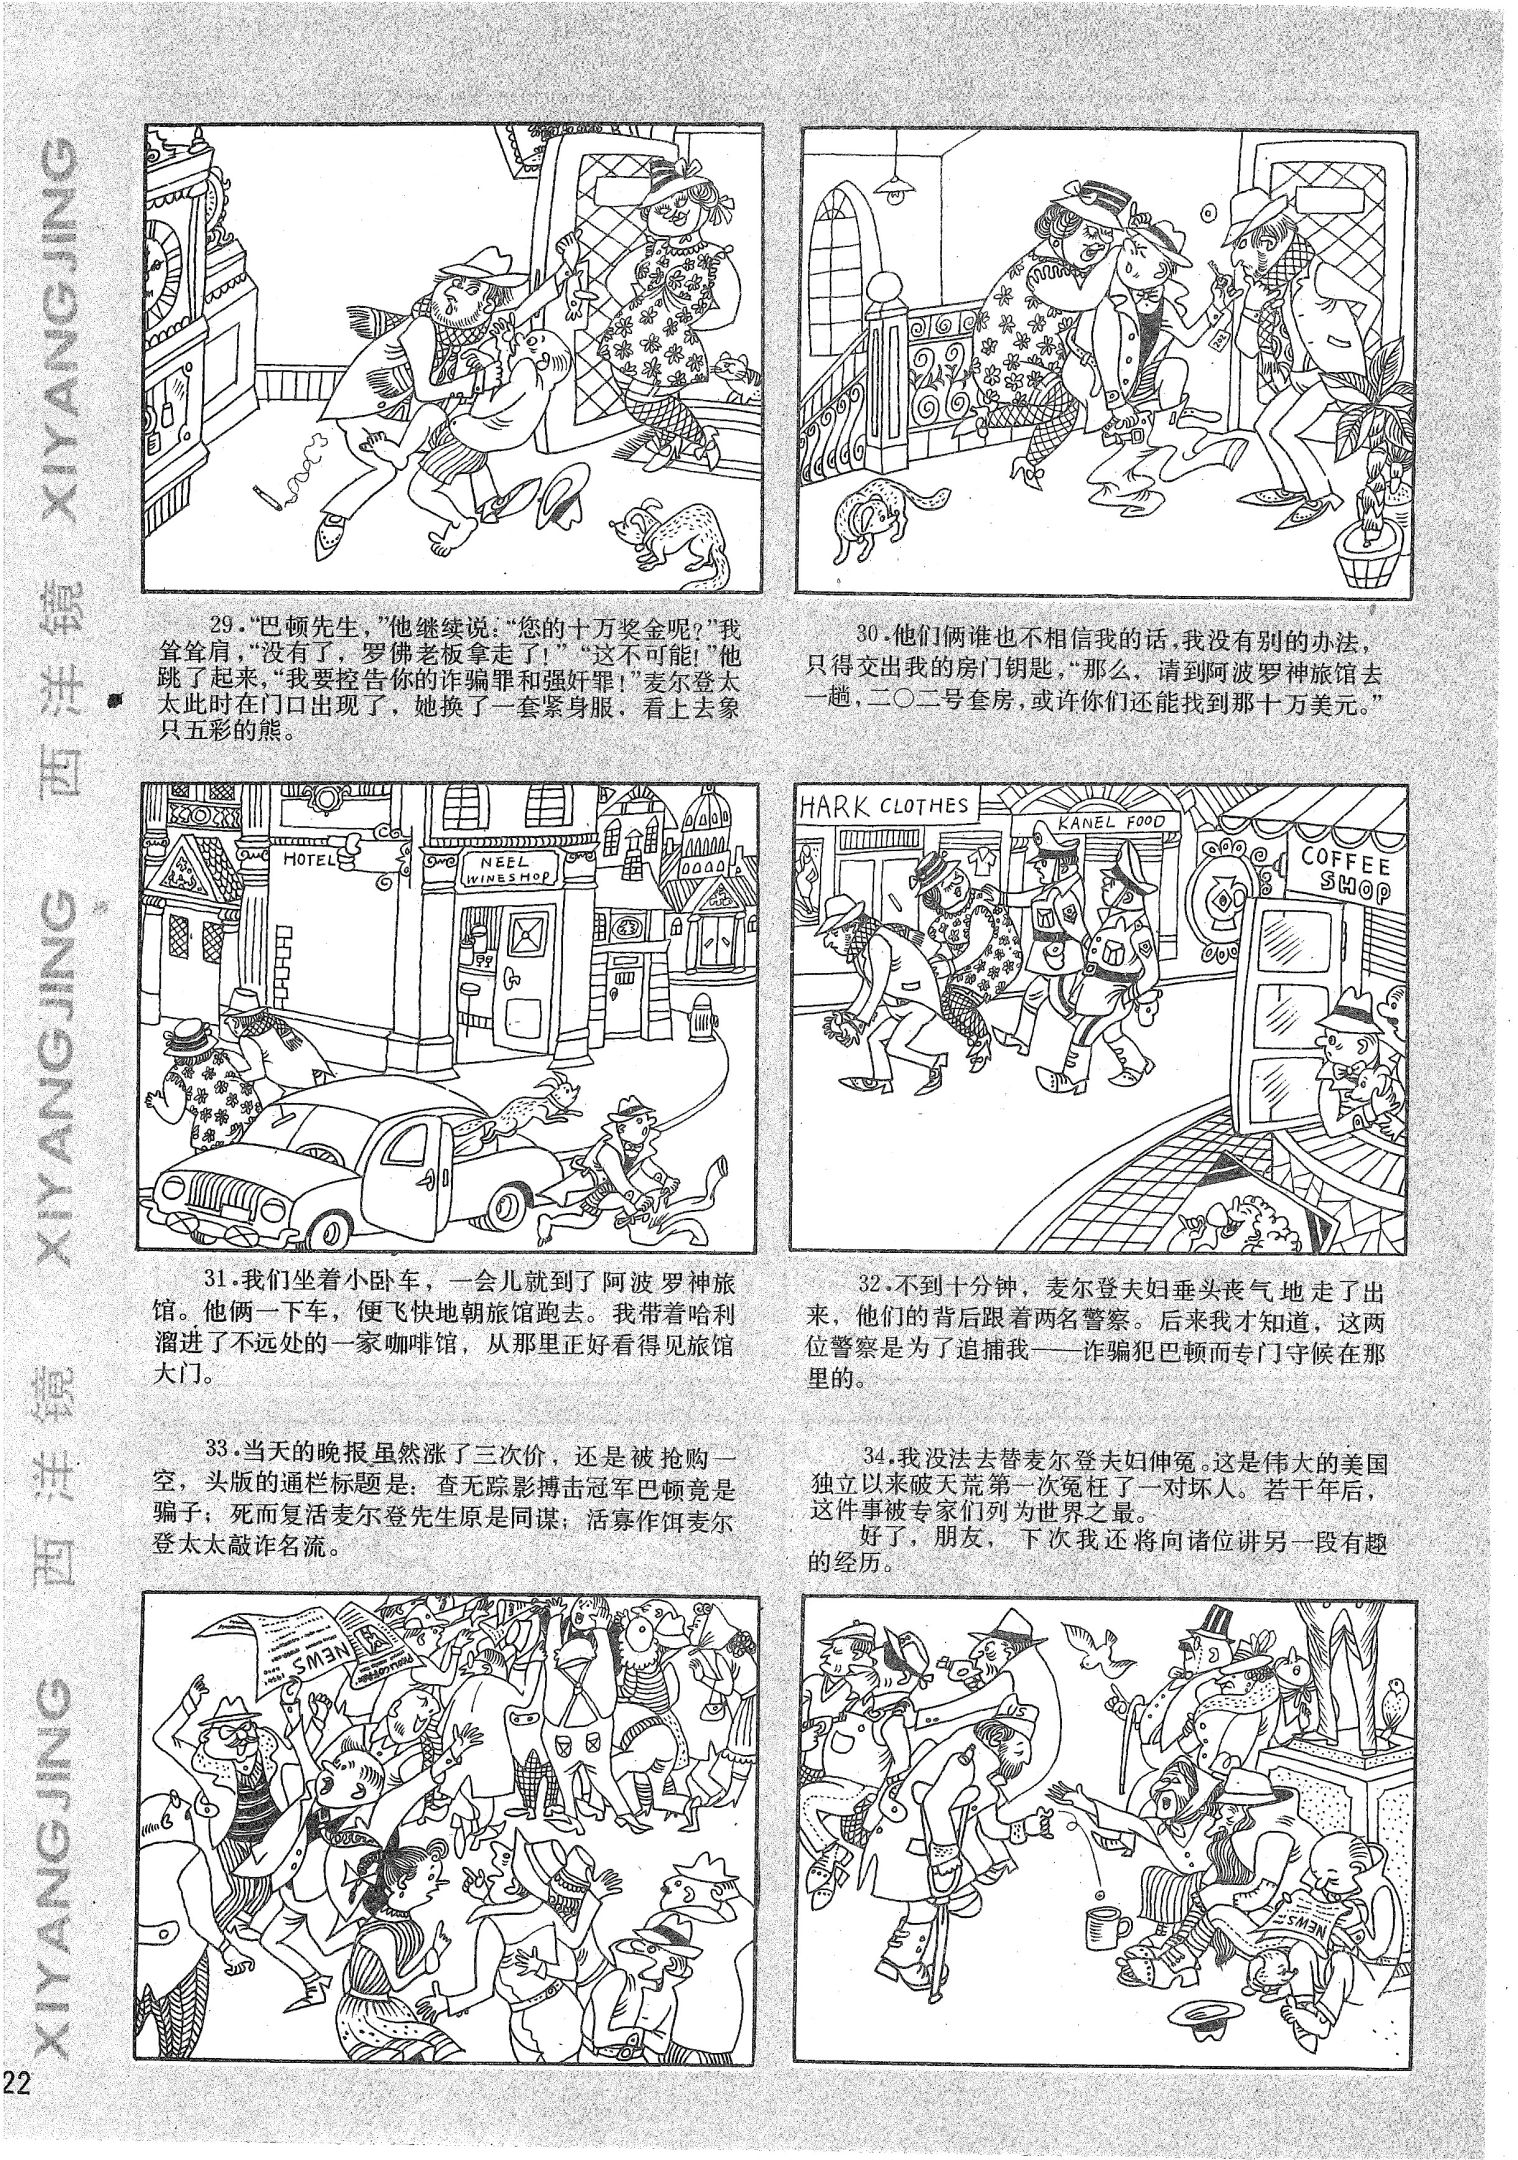 29.“巴顿先生，”他继续说：“您的十万奖金呢？”我
耸耸肩，“没有了，罗佛老板拿走了！”“这不可能！”他
跳了起来，“我要控告你的诈骗罪和强奸罪！”麦尔登太
太此时在门口出现了，她换了一套紧身服，看上去象
只五彩的熊。
30.他们俩谁也不相信我的话，我没有别的办法，
只得交出我的房门钥匙，“那么，请到阿波罗神旅馆去
一趟，二〇二号套房，或许你们还能找到那十万美元。”
HOTEL
NEEL
WINESHOP
HARK CLOTHES
KANEL FOOD
COFFEE
SHOP
31.我们坐着小卧车，一会儿就到了阿波罗神旅
馆。他俩一下车，便飞快地朝旅馆跑去。我带着哈利
溜进了不远处的一家咖啡馆，从那里正好看得见旅馆
大门。
32.不到十分钟，麦尔登夫妇垂头丧气地走了出
来，他们的背后跟着两名警察。后来我才知道，这两
位警察是为了追捕我——诈骗犯巴顿而专门守候在那
里的。
33.当天的晚报虽然涨了三次价，还是被抢购一
空，头版的通栏标题是：查无踪影搏击冠军巴顿竟是
骗子；死而复活麦尔登先生原是同谋；活寡作饵麦尔
登太太敲诈名流。
34.我没法去替麦尔登夫妇伸冤。这是伟大的美国
独立以来破天荒第一次冤枉了一对坏人。若干年后，
这件事被专家们列为世界之最。
好了，朋友，下次我还将向诸位讲另一段有趣
的经历。
NEWS
US
NEWS
XIYANGJING 西洋镜 XIYANGJING 西洋镜 XIYANGJING
22